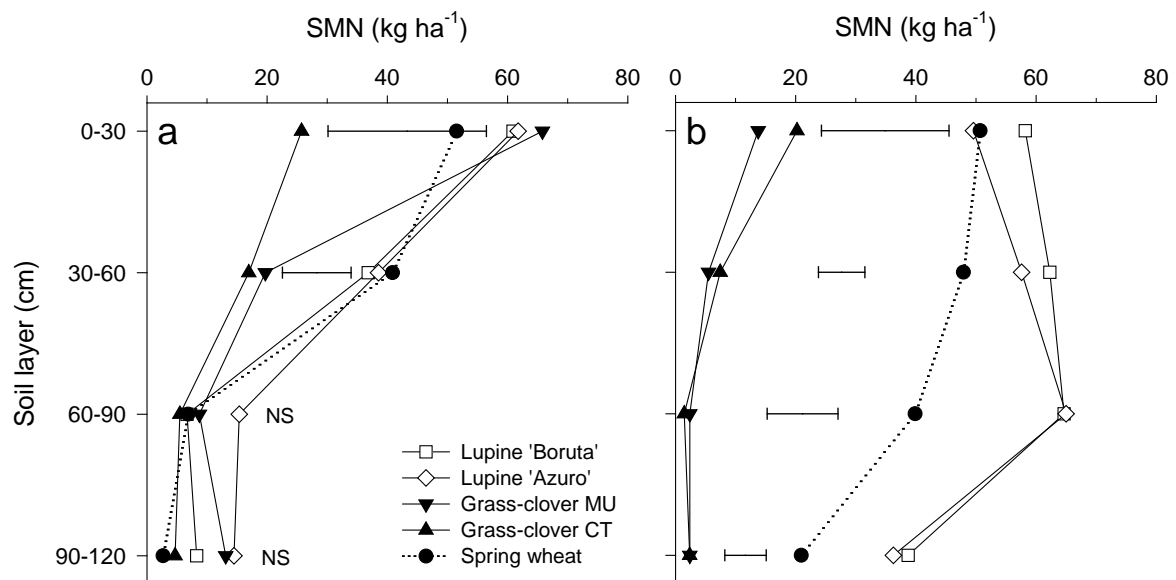 SMN (kg ha⁻¹) SMN (kg ha⁻¹)
0 20 40 60 80 0 20 40 60 80
0-30 a b
30-60
Soil layer (cm)
60-90 NS
Lupine 'Boruta'
Lupine 'Azuro'
Grass-clover MU
Grass-clover CT
90-120 NS Spring wheat